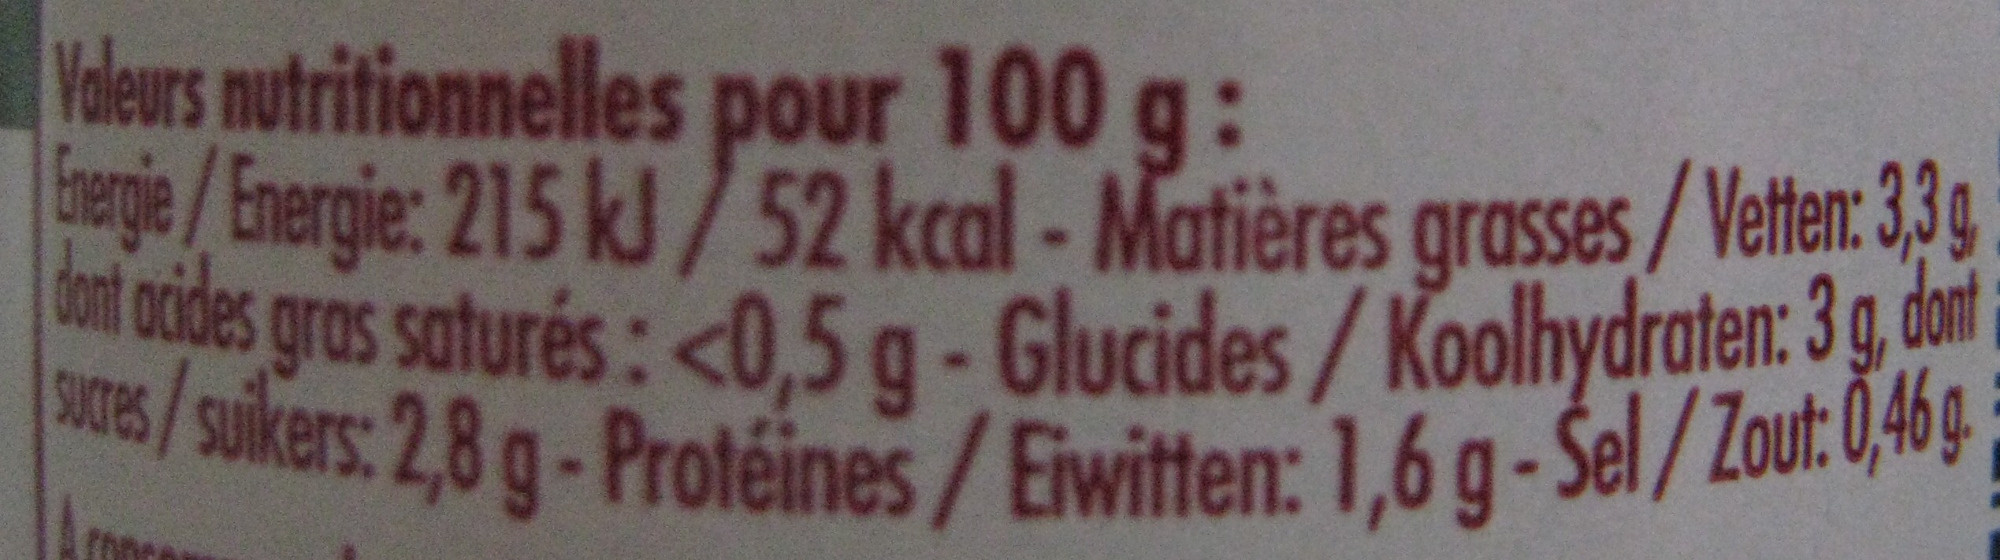 Valeurs nutritionnelles pour 100 g :
Energie / Energie: 215 kJ / 52 kcal - Matières grasses / Vetten: 3,3 g,
dont acides gras saturés : <0,5 g - Glucides / Koolhydraten: 3 g, dont
sucres / suikers: 2,8 g - Protéines / Eiwitten: 1,6 g - Sel / Zout: 0,46 g.
A